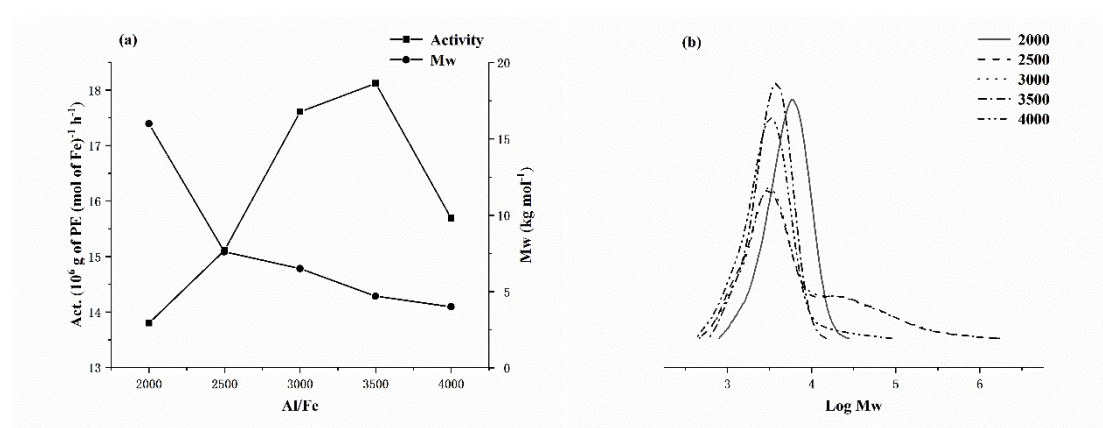 (a)
Activity
Mw
Act. (10⁶ g of PE (mol of Fe)⁻¹ h⁻¹)
18
17
16
15
14
13
20
15
10
5
0
Mw (kg mol⁻¹)
2000 2500 3000 3500 4000
Al/Fe
(b)
2000
2500
3000
3500
4000
3 4 5 6
Log Mw